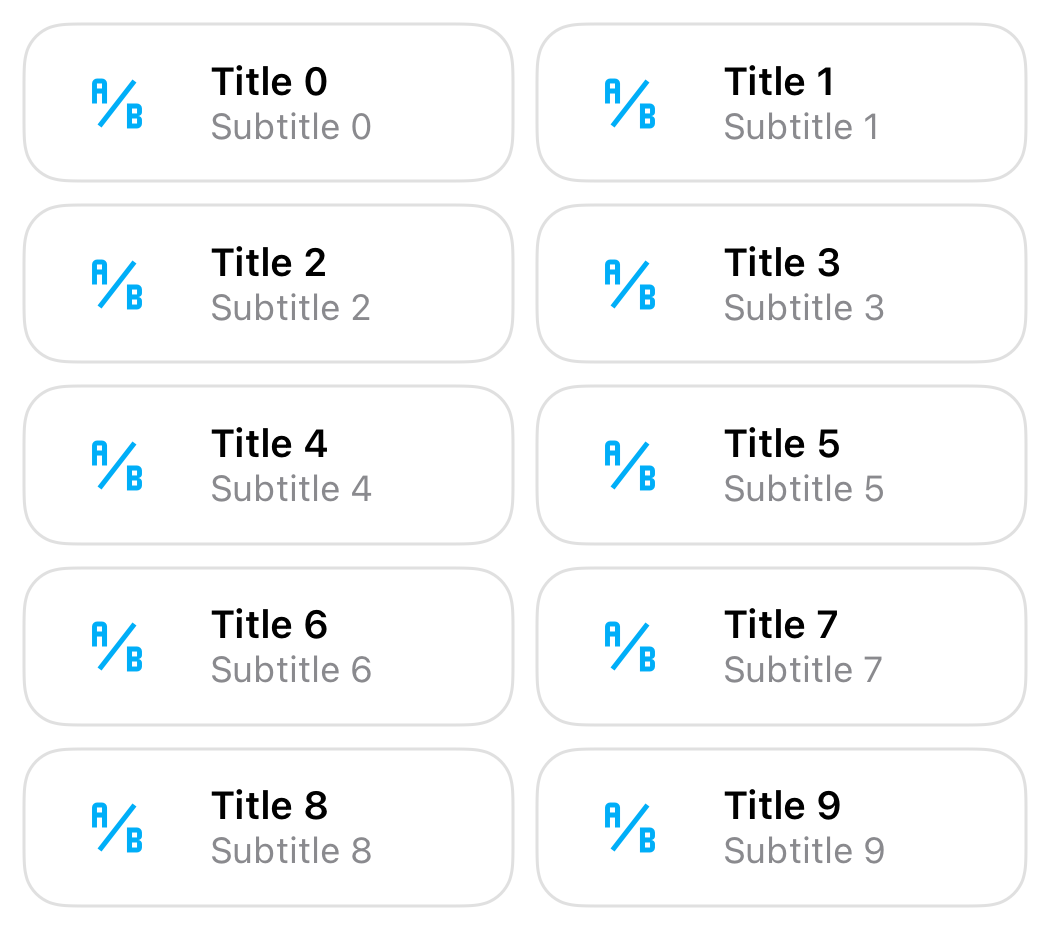 A/B
Title 0
Subtitle 0
A/B
Title 1
Subtitle 1
A/B
Title 2
Subtitle 2
A/B
Title 3
Subtitle 3
A/B
Title 4
Subtitle 4
A/B
Title 5
Subtitle 5
A/B
Title 6
Subtitle 6
A/B
Title 7
Subtitle 7
A/B
Title 8
Subtitle 8
A/B
Title 9
Subtitle 9